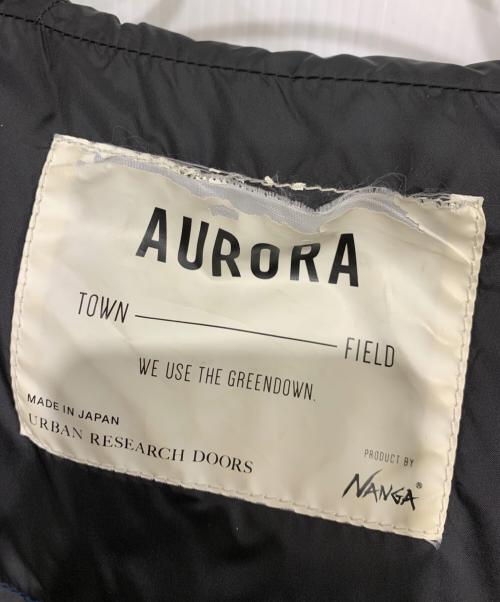 AURORA
TOWN
FIELD
WE USE THE GREENDOWN.
MADE IN JAPAN
URBAN RESEARCH DOORS
PRODUCT BY
NANGA®